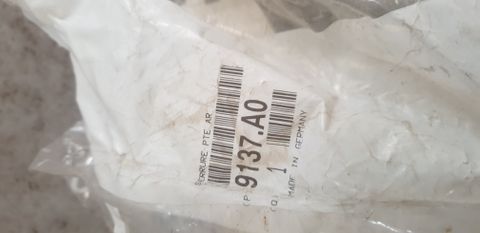 SERRURE PTE AR
(P) 9137.A0
(Q) 1
MADE IN GERMANY